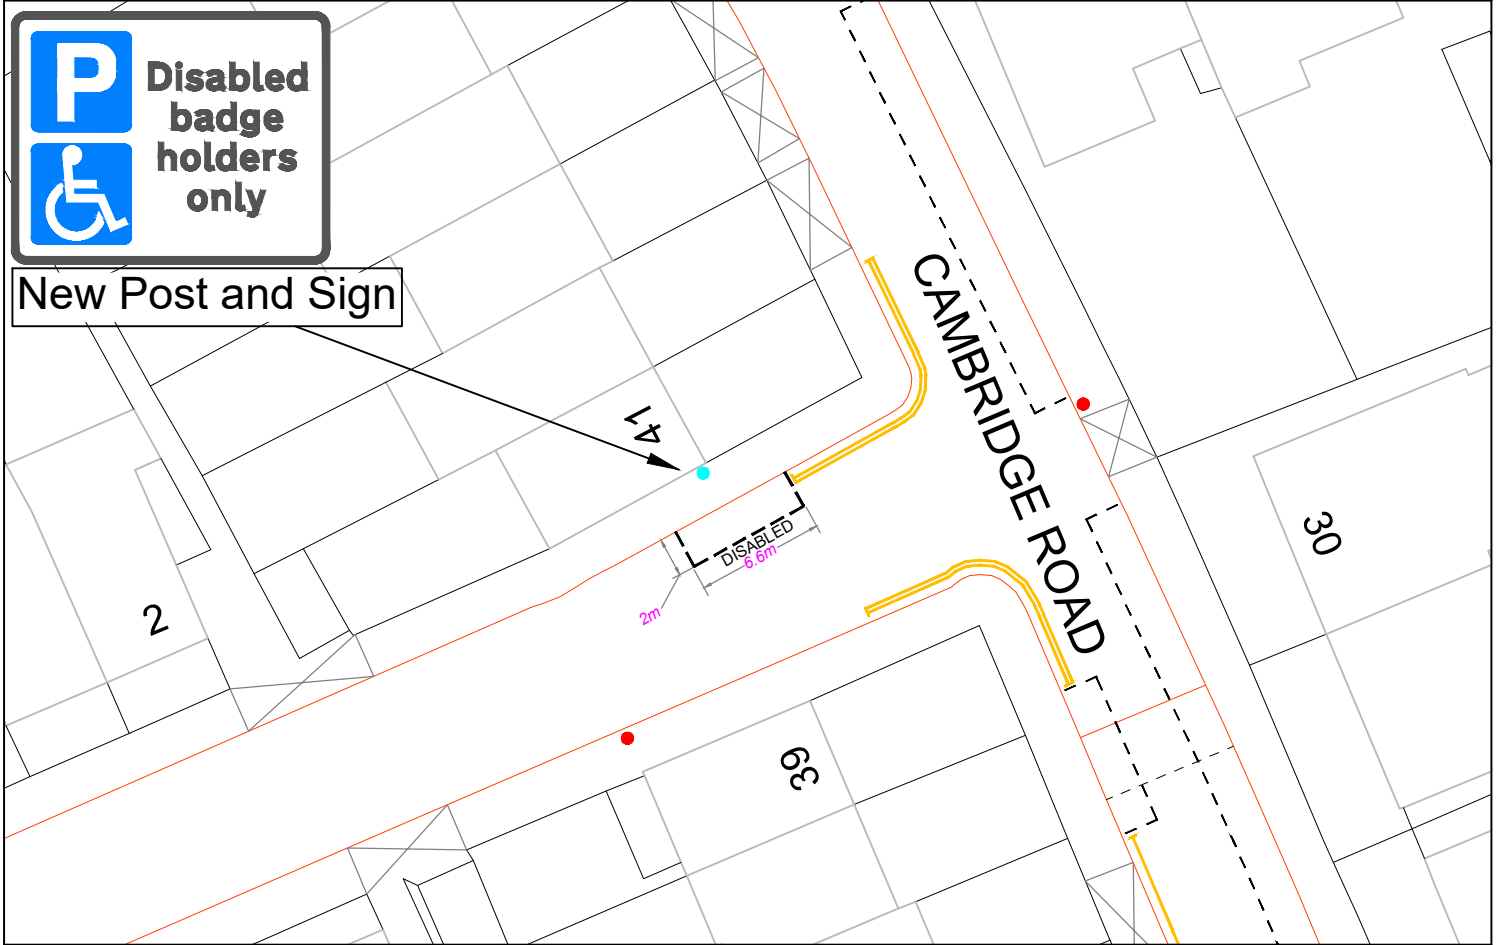 P
Disabled
badge
holders
only
New Post and Sign
CAMBRIDGE ROAD
41
DISABLED
6.6m
2m
30
2
39